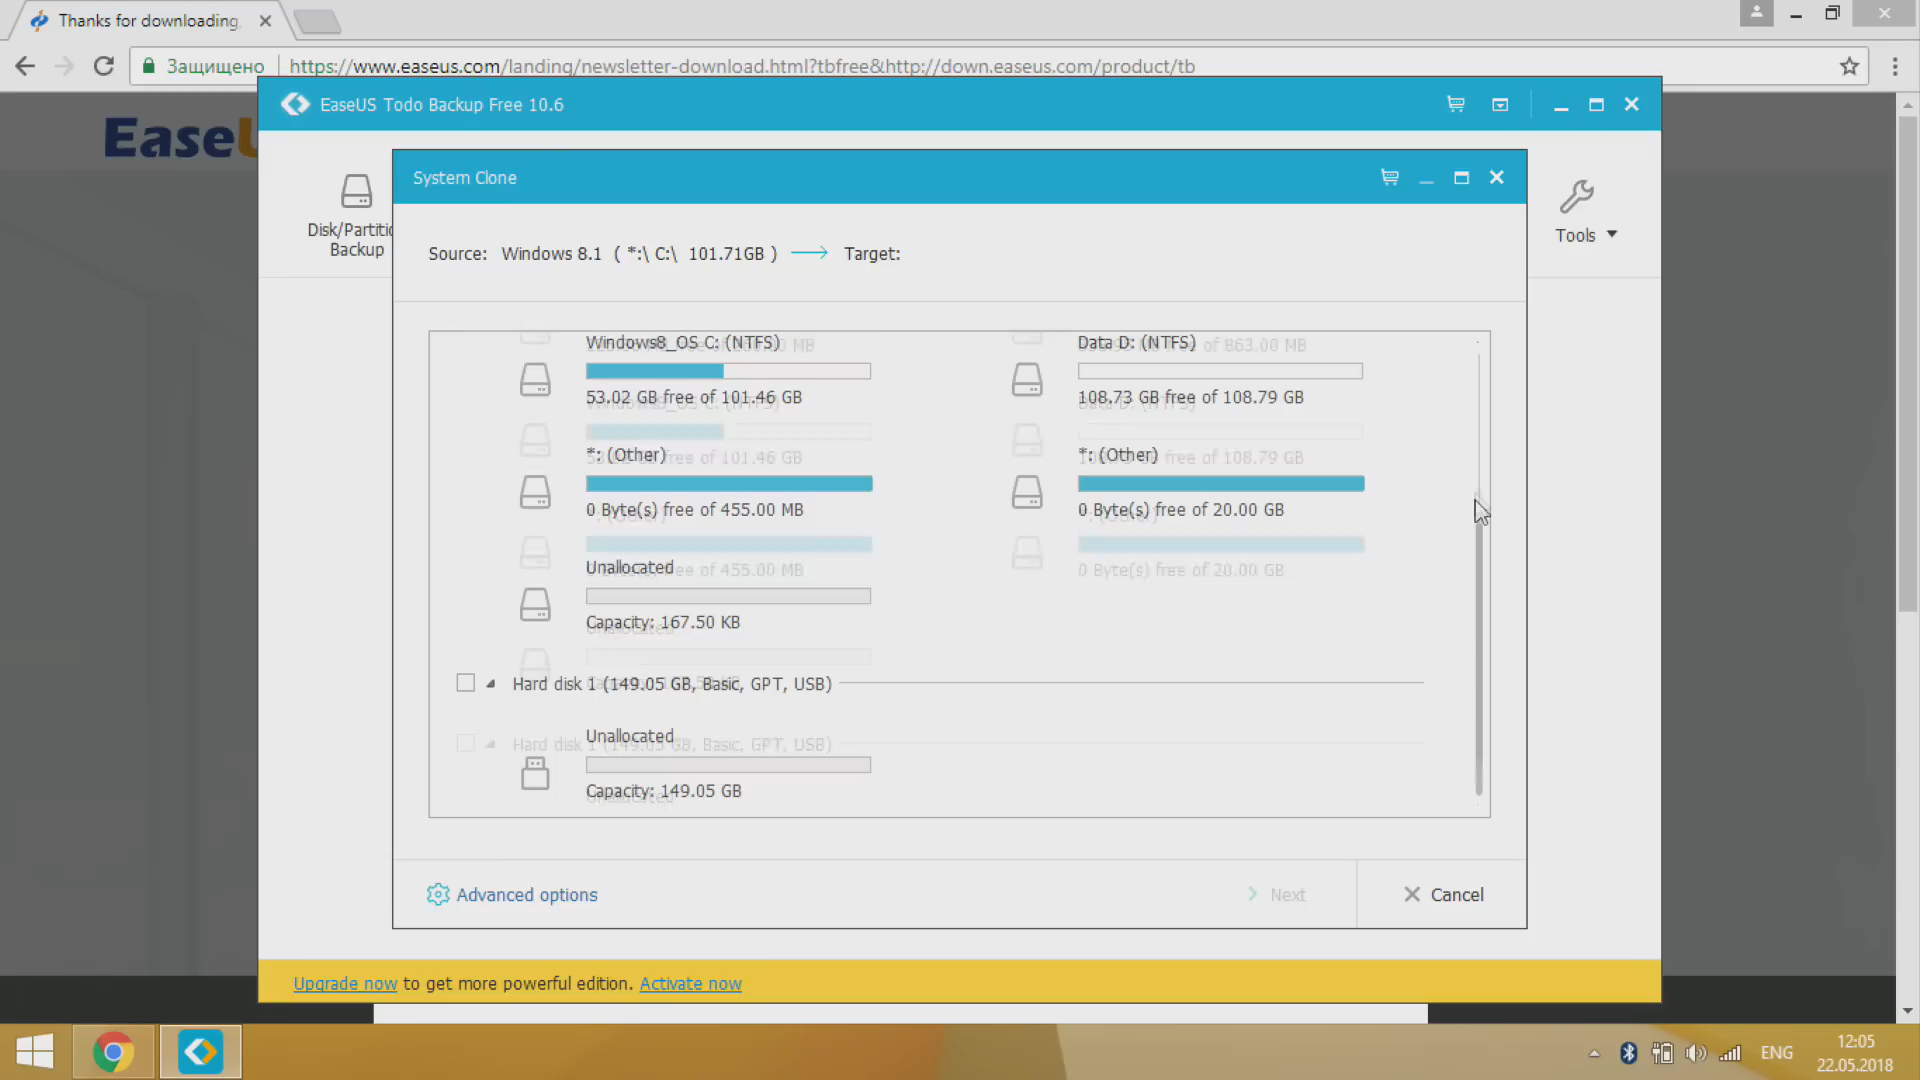 Thanks for downloading
Защищено
https://www.easeus.com/landing/newsletter-download.html?tbfree&http://down.easeus.com/product/tb
EaseUS Todo Backup Free 10.6
Ease
System Clone
Disk/Partitio
Backup
Tools
Source: Windows 8.1 ( *:\ C:\ 101.71GB )
Target:
Windows8_OS C: (NTFS)
Data D: (NTFS)
53.02 GB free of 101.46 GB
108.73 GB free of 108.79 GB
*: (Other)
*: (Other)
0 Byte(s) free of 455.00 MB
0 Byte(s) free of 20.00 GB
Unallocated
Capacity: 167.50 KB
Hard disk 1 (149.05 GB, Basic, GPT, USB)
Unallocated
Capacity: 149.05 GB
Advanced options
Next
Cancel
Upgrade now to get more powerful edition. Activate now
12:05
ENG
22.05.2018